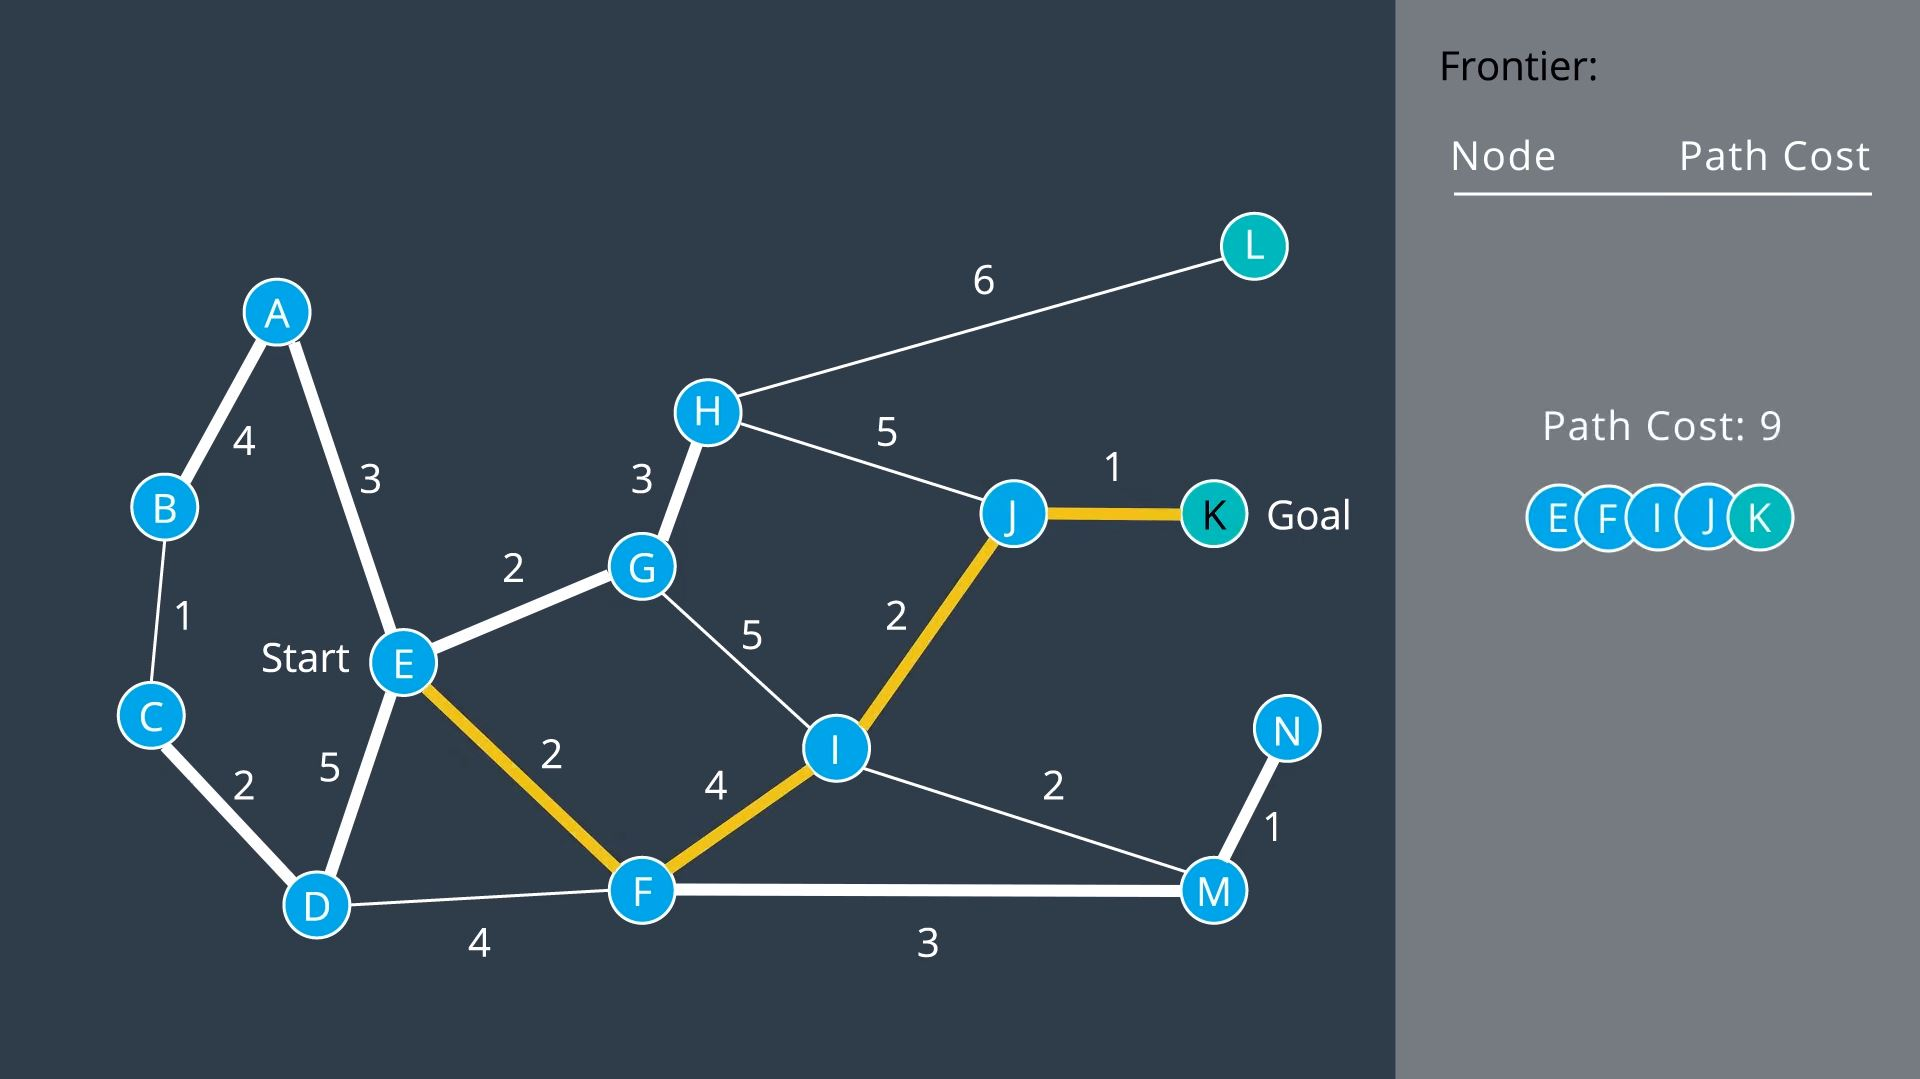 Frontier:
Node Path Cost
L
6
A
H
5
4
3
3
1
Path Cost: 9
B
J
K
Goal
E F I J K
2
G
1
2
5
Start
E
C
N
I
5
2
4
2
2
1
D
F
M
4
3